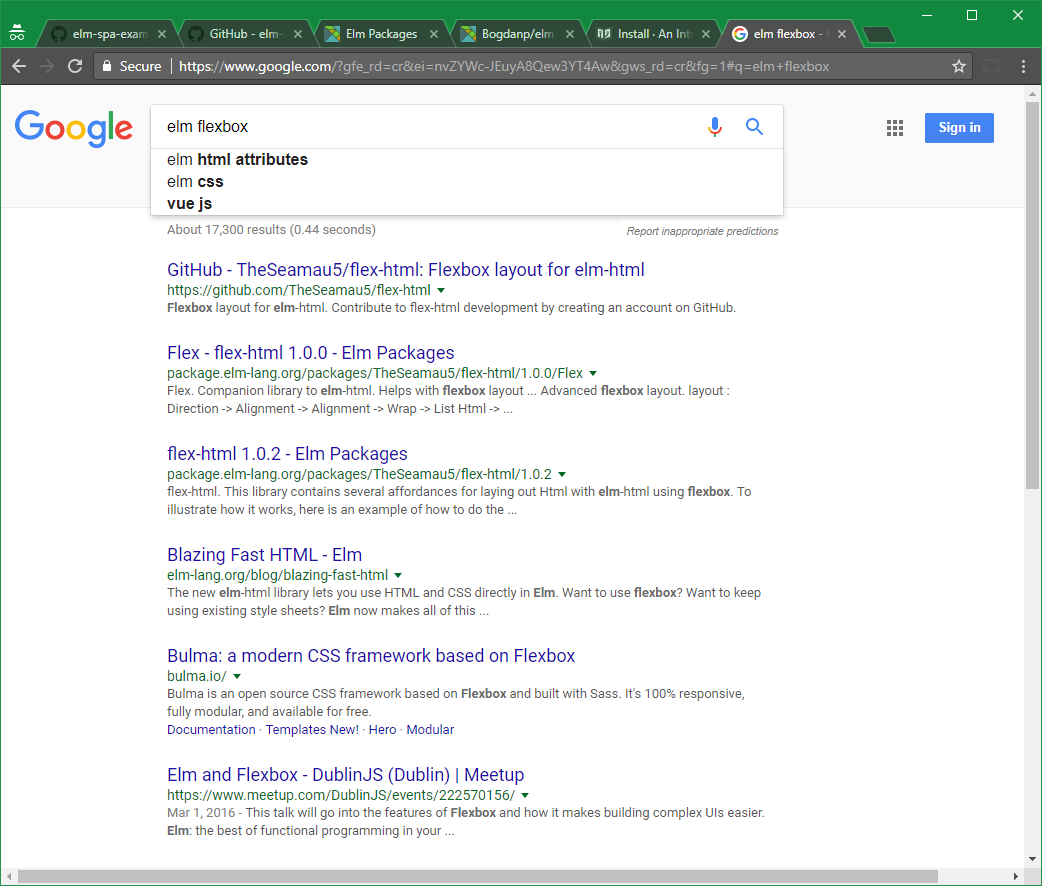 elm-spa-exam
GitHub - elm-
Elm Packages
Bogdanp/elm-
Install · An Int
elm flexbox -
Secure
https://www.google.com/?gfe_rd=cr&ei=nvZYWc-JEuyA8Qew3YT4Aw&gws_rd=cr&fg=1#q=elm+flexbox
Google
elm flexbox
Sign in
elm html attributes
elm css
vue js
About 17,300 results (0.44 seconds)
Report inappropriate predictions
GitHub - TheSeamau5/flex-html: Flexbox layout for elm-html
https://github.com/TheSeamau5/flex-html
Flexbox layout for elm-html. Contribute to flex-html development by creating an account on GitHub.
Flex - flex-html 1.0.0 - Elm Packages
package.elm-lang.org/packages/TheSeamau5/flex-html/1.0.0/Flex
Flex. Companion library to elm-html. Helps with flexbox layout ... Advanced flexbox layout. layout :
Direction -> Alignment -> Alignment -> Wrap -> List Html -> ...
flex-html 1.0.2 - Elm Packages
package.elm-lang.org/packages/TheSeamau5/flex-html/1.0.2
flex-html. This library contains several affordances for laying out Html with elm-html using flexbox. To
illustrate how it works, here is an example of how to do the ...
Blazing Fast HTML - Elm
elm-lang.org/blog/blazing-fast-html
The new elm-html library lets you use HTML and CSS directly in Elm. Want to use flexbox? Want to keep
using existing style sheets? Elm now makes all of this ...
Bulma: a modern CSS framework based on Flexbox
bulma.io/
Bulma is an open source CSS framework based on Flexbox and built with Sass. It's 100% responsive,
fully modular, and available for free.
Documentation · Templates New! · Hero · Modular
Elm and Flexbox - DublinJS (Dublin) | Meetup
https://www.meetup.com/DublinJS/events/222570156/
Mar 1, 2016 - This talk will go into the features of Flexbox and how it makes building complex UIs easier.
Elm: the best of functional programming in your ...